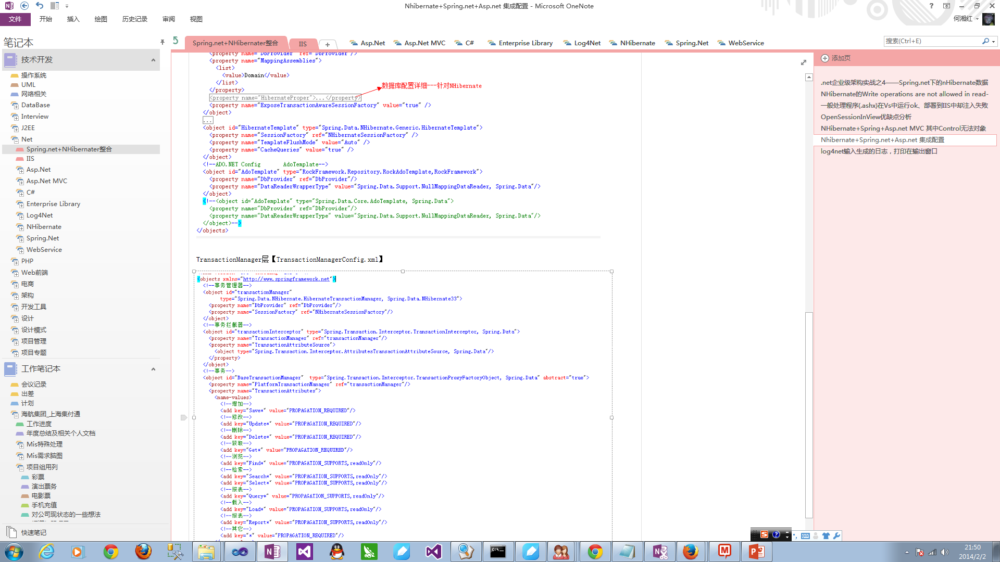 Nhibernate+Spring.net+Asp.net 集成配置 - Microsoft OneNote
文件 开始 插入 绘图 历史记录 审阅 视图
何湘红
笔记本
Spring.net+NHibernater整合 IIS Asp.Net Asp.Net MVC C# Enterprise Library Log4Net NHibernate Spring.Net WebService
搜索(Ctrl+E)
技术开发
操作系统
UML
网络相关
DataBase
Interview
J2EE
Net
Spring.net+NHibernater整合
IIS
Asp.Net
Asp.Net MVC
C#
Enterprise Library
Log4Net
NHibernate
Spring.Net
WebService
PHP
Web前端
电商
架构
开发工具
设计
设计模式
项目管理
项目专题
工作笔记本
会议记录
出差
计划
海航集团_上海集付通
工作进度
年度总结及相关个人文档
Mis特殊处理
Mis需求脑图
项目组用列
彩票
演出票务
电影票
手机充值
对公司现状态的一些想法
快速笔记
<property name="DbProvider" ref="DbProvider"/>
<property name="MappingAssemblies">
<list>
<value>Domain</value>
</list>
</property>
数据库配置详细---针对NHibernate
<property name="HibernateProper">...</property>
<property name="ExposeTransactionAwareSessionFactory" value="true" />
</object>
...
<object id="HibernateTemplate" type="Spring.Data.NHibernate.Generic.HibernateTemplate">
<property name="SessionFactory" ref="NHibernateSessionFactory" />
<property name="TemplateFlushMode" value="Auto" />
<property name="CacheQueries" value="true" />
</object>
<!--ADO.NET Config AdoTemplate-->
<object id="AdoTemplate" type="RockFramework.Repository.RockAdoTemplate,RockFramework">
<property name="DbProvider" ref="DbProvider"/>
<property name="DataReaderWrapperType" value="Spring.Data.Support.NullMappingDataReader, Spring.Data"/>
</object>
<!--<object id="AdoTemplate" type="Spring.Data.Core.AdoTemplate, Spring.Data">
<property name="DbProvider" ref="DbProvider"/>
<property name="DataReaderWrapperType" value="Spring.Data.Support.NullMappingDataReader, Spring.Data"/>
</object>-->
</objects>
TransactionManager层【TransactionManagerConfig.xml】
<objects xmlns="http://www.springframework.net">
<!--事务管理器-->
<object id="transactionManager"
type="Spring.Data.NHibernate.HibernateTransactionManager, Spring.Data.NHibernate33">
<property name="DbProvider" ref="DbProvider"/>
<property name="SessionFactory" ref="NHibernateSessionFactory"/>
</object>
<!--事务拦截器-->
<object id="transactionInterceptor" type="Spring.Transaction.Interceptor.TransactionInterceptor, Spring.Data">
<property name="TransactionManager" ref="transactionManager"/>
<property name="TransactionAttributeSource">
<object type="Spring.Transaction.Interceptor.AttributesTransactionAttributeSource, Spring.Data"/>
</property>
</object>
<!--事务-->
<object id="BaseTransactionManager" type="Spring.Transaction.Interceptor.TransactionProxyFactoryObject, Spring.Data" abstract="true">
<property name="PlatformTransactionManager" ref="transactionManager"/>
<property name="TransactionAttributes">
<name-values>
<!--增加-->
<add key="Save*" value="PROPAGATION_REQUIRED"/>
<!--修改-->
<add key="Update*" value="PROPAGATION_REQUIRED"/>
<!--删除-->
<add key="Delete*" value="PROPAGATION_REQUIRED"/>
<!--获取-->
<add key="Get*" value="PROPAGATION_REQUIRED"/>
<!--浏览-->
<add key="Find*" value="PROPAGATION_SUPPORTS,readOnly"/>
<!--检索-->
<add key="Search*" value="PROPAGATION_SUPPORTS,readOnly"/>
<add key="Select*" value="PROPAGATION_SUPPORTS,readOnly"/>
<!--报表-->
<add key="Query*" value="PROPAGATION_SUPPORTS,readOnly"/>
<!--载入-->
<add key="Load*" value="PROPAGATION_SUPPORTS,readOnly"/>
<!--报表-->
<add key="Report*" value="PROPAGATION_SUPPORTS,readOnly"/>
<!--其它-->
<add key="*" value="PROPAGATION_REQUIRED"/>
添加页
.net企业级架构实战之4——Spring.net下的nHibernate数据
NHibernate的Write operations are not allowed in read-
一般处理程序(.ashx)在Vs中运行ok、部署到IIS中却注入失败
OpenSessionInView优缺点分析
NHibernate+Spring+Asp.net MVC 其中Control无法对象
Nhibernate+Spring.net+Asp.net 集成配置
log4net输入生成的日志，打印在输出窗口
21:50
2014/2/2